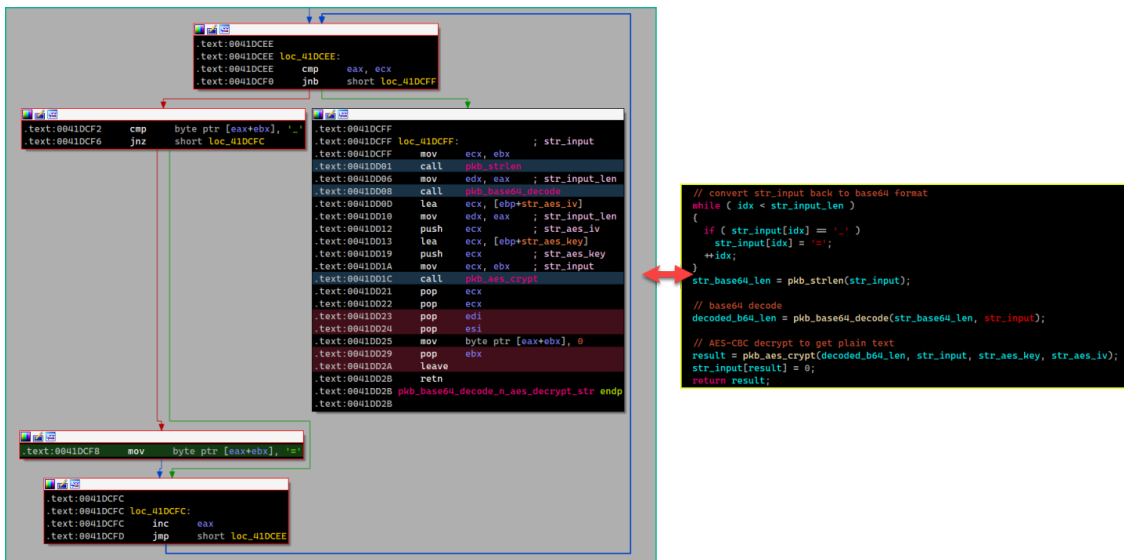 .text:0041DCEE
.text:0041DCEE loc_41DCEE:
.text:0041DCEE cmp eax, ecx
.text:0041DCF0 jnb short loc_41DCFF
.text:0041DCF2 cmp byte ptr [eax+ebx], '_'
.text:0041DCF6 jnz short loc_41DCFC
.text:0041DCFF
.text:0041DCFF loc_41DCFF: ; str_input
.text:0041DCFF mov ecx, ebx
.text:0041DD01 call pkb_strlen
.text:0041DD06 mov edx, eax ; str_input_len
.text:0041DD08 call pkb_base64_decode
.text:0041DD0D lea ecx, [ebp+str_aes_iv]
.text:0041DD10 mov edx, eax ; str_input_len
.text:0041DD12 push ecx ; str_aes_iv
.text:0041DD13 lea ecx, [ebp+str_aes_key]
.text:0041DD19 push ecx ; str_aes_key
.text:0041DD1A mov ecx, ebx ; str_input
.text:0041DD1C call pkb_aes_crypt
.text:0041DD21 pop ecx
.text:0041DD22 pop ecx
.text:0041DD23 pop edi
.text:0041DD24 pop esi
.text:0041DD25 mov byte ptr [eax+ebx], 0
.text:0041DD29 pop ebx
.text:0041DD2A leave
.text:0041DD2B retn
.text:0041DD2B pkb_base64_decode_n_aes_decrypt_str endp
.text:0041DD2B
.text:0041DCF8 mov byte ptr [eax+ebx], '='
.text:0041DCFC
.text:0041DCFC loc_41DCFC:
.text:0041DCFC inc eax
.text:0041DCFD jmp short loc_41DCEE
// convert str_input back to base64 format
while ( idx < str_input_len )
{
if ( str_input[idx] == '_' )
str_input[idx] = '=';
++idx;
}
str_base64_len = pkb_strlen(str_input);
// base64 decode
decoded_b64_len = pkb_base64_decode(str_base64_len, str_input);
// AES-CBC decrypt to get plain text
result = pkb_aes_crypt(decoded_b64_len, str_input, str_aes_key, str_aes_iv);
str_input[result] = 0;
return result;